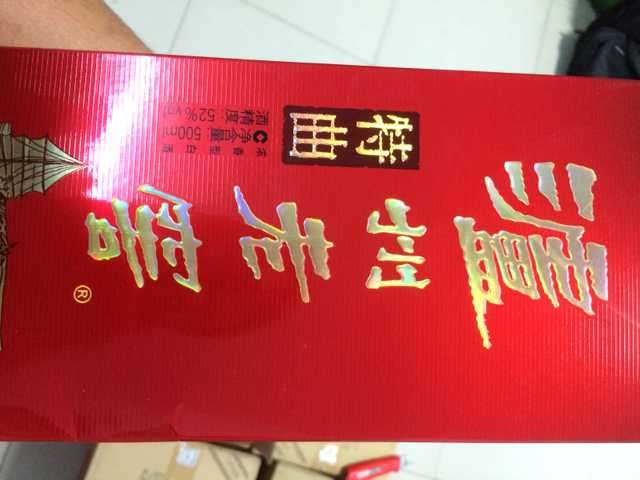 瀘州老窖
®
特曲
浓香型白酒
净含量:500ml
酒精度:52%vol